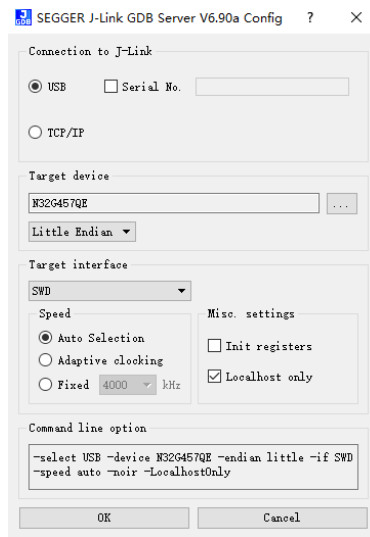 SEGGER J-Link GDB Server V6.90a Config ? ×
Connection to J-Link
USB Serial No.
TCP/IP
Target device
N32G457QE ...
Little Endian
Target interface
SWD
Speed
Auto Selection
Adaptive clocking
Fixed 4000 kHz
Misc. settings
Init registers
Localhost only
Command line option
-select USB -device N32G457QE -endian little -if SWD
-speed auto -noir -LocalhostOnly
OK Cancel